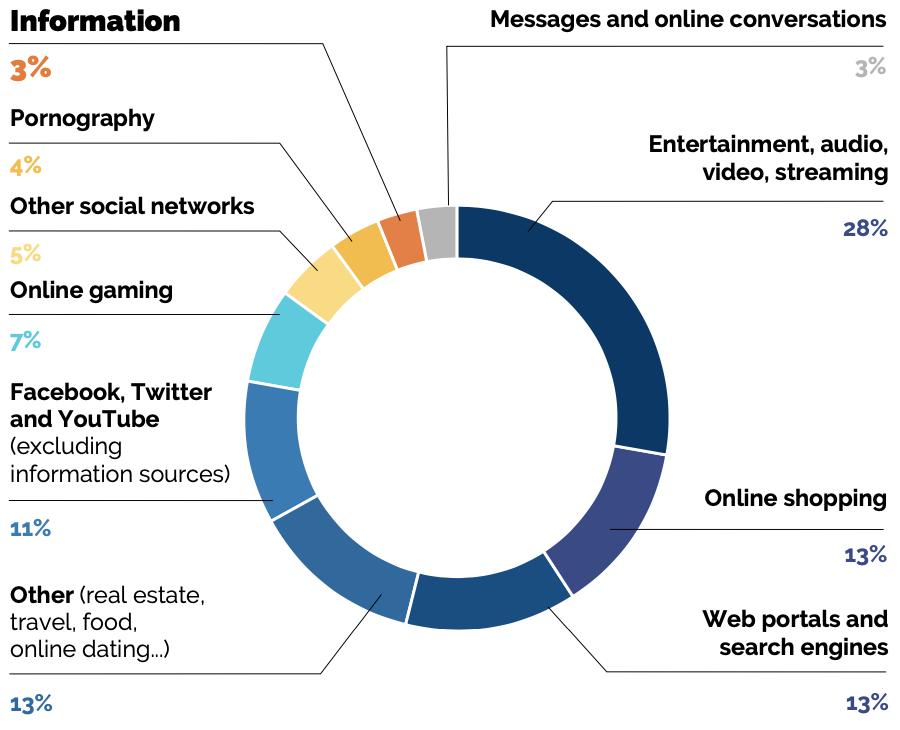 Information
3%
Pornography
4%
Other social networks
5%
Online gaming
7%
Facebook, Twitter
and YouTube
(excluding
information sources)
11%
Other (real estate,
travel, food,
online dating...)
13%
Messages and online conversations
3%
Entertainment, audio,
video, streaming
28%
Online shopping
13%
Web portals and
search engines
13%